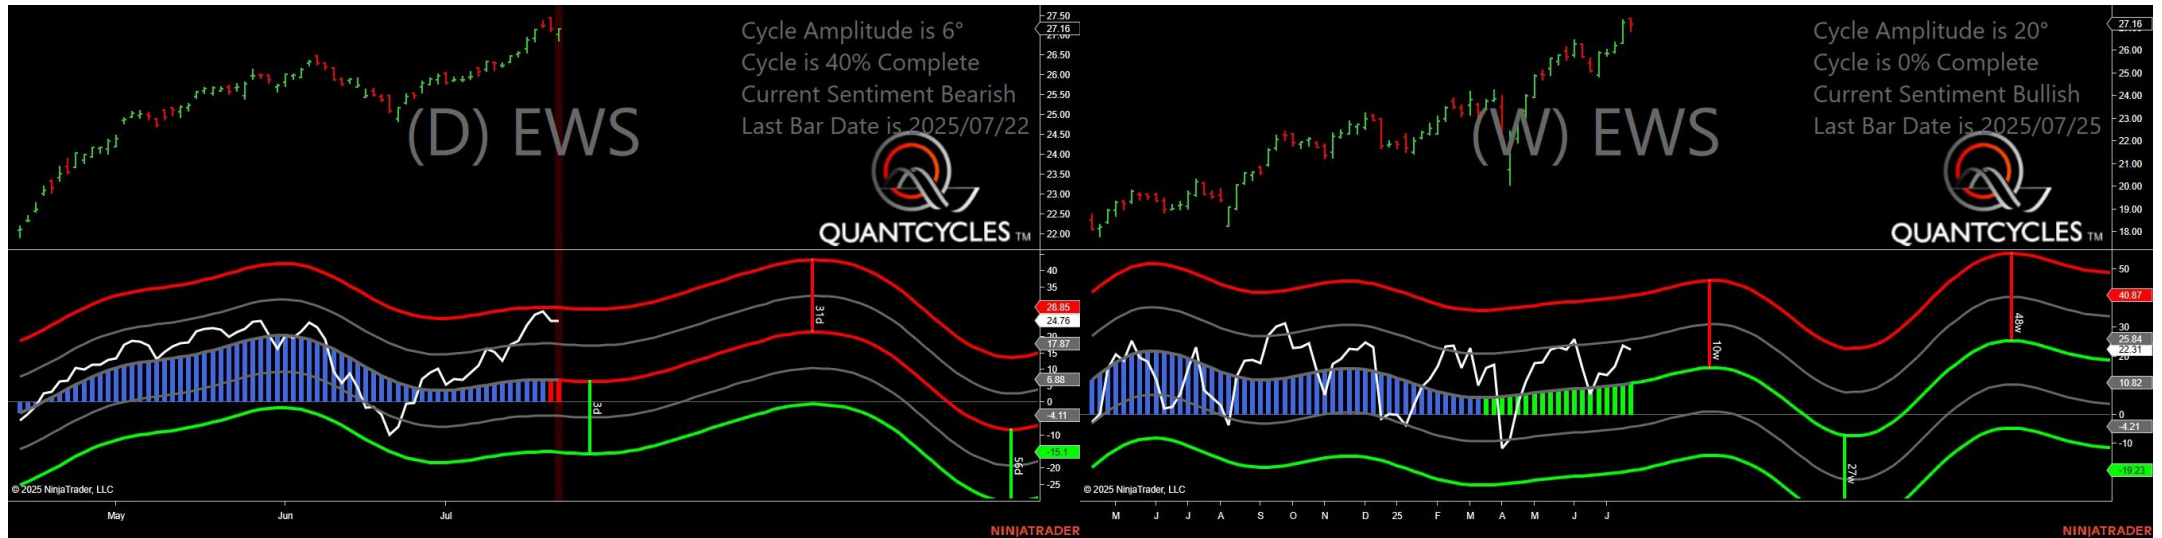 Cycle Amplitude is 6°
Cycle is 40% Complete
Current Sentiment Bearish
Last Bar Date is 2025/07/22
(D) EWS
QUANTCYCLES TM
27.50
27.16
27.00
26.50
26.00
25.50
25.00
24.50
24.00
23.50
23.00
22.50
22.00
40
35
28.85
24.76
20
17.87
15
10
6.88
5
0
-4.11
-10
-15.1
-20
-25
31d
3d
56d
© 2025 NinjaTrader, LLC
May Jun Jul
NINJATRADER
Cycle Amplitude is 20°
Cycle is 0% Complete
Current Sentiment Bullish
Last Bar Date is 2025/07/25
(W) EWS
QUANTCYCLES TM
27.16
26.00
25.00
24.00
23.00
22.00
21.00
20.00
19.00
18.00
50
40.87
30
25.84
22.31
20
10.82
0
-4.21
-10
-19.23
10w
27w
48w
© 2025 NinjaTrader, LLC
M J J A S O N D 25 F M A M J J
NINJATRADER